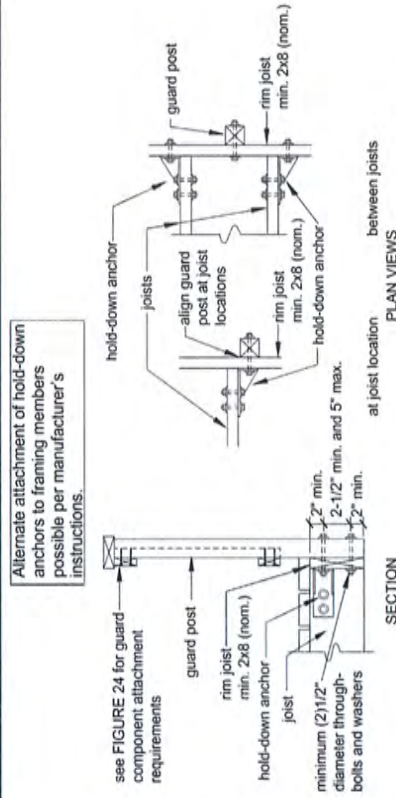 Alternate attachment of hold-down
anchors to framing members
possible per manufacturer's
instructions.
see FIGURE 24 for guard
component attachment
requirements
guard post
rim joist
min. 2x8 (nom.)
hold-down anchor
joist
minimum (2)1/2"
diameter through-
bolts and washers
2" min.
2-1/2" min. and 5" max.
2" min.
SECTION
hold-down anchor
joists
align guard
post at joist
locations
rim joist
min. 2x8 (nom.)
hold-down anchor
at joist location
guard post
rim joist
min. 2x8 (nom.)
between joists
PLAN VIEWS